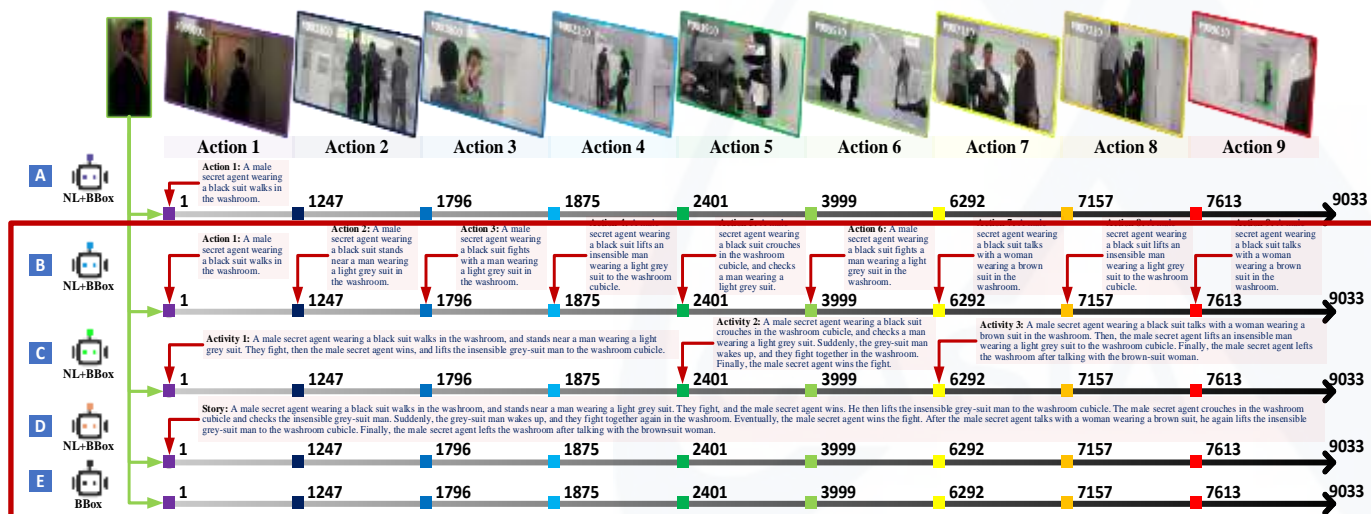 Action 1
Action 2
Action 3
Action 4
Action 5
Action 6
Action 7
Action 8
Action 9
A
NL+BBox
Action 1: A male
secret agent wearing
a black suit walks in
the washroom.
1
1247
1796
1875
2401
3999
6292
7157
7613
9033
B
NL+BBox
Action 1: A male
secret agent wearing
a black suit walks in
the washroom.
Action 2: A male
secret agent wearing
a black suit stands
near a man wearing
a light grey suit in
the washroom.
Action 3: A male
secret agent wearing
a black suit fights
with a man wearing
a light grey suit in
the washroom.
secret agent wearing
a black suit lifts an
insensible man
wearing a light grey
suit to the washroom
cubicle.
secret agent wearing
a black suit crouches
in the washroom
cubicle, and checks
a man wearing a
light grey suit.
Action 6: A male
secret agent wearing
a black suit fights a
man wearing a light
grey suit in the
washroom.
secret agent wearing
a black suit talks
with a woman
wearing a brown
suit in the
washroom.
secret agent wearing
a black suit lifts an
insensible man
wearing a light grey
suit to the washroom
cubicle.
secret agent wearing
a black suit talks
with a woman
wearing a brown
suit in the
washroom.
1
1247
1796
1875
2401
3999
6292
7157
7613
9033
C
NL+BBox
Activity 1: A male secret agent wearing a black suit walks in the washroom, and stands near a man wearing a light
grey suit. They fight, then the male secret agent wins, and lifts the insensible grey-suit man to the washroom cubicle.
Activity 2: A male secret agent wearing a black suit
crouches in the washroom cubicle, and checks a man
wearing a light grey suit. Suddenly, the grey-suit man
wakes up, and they fight together in the washroom.
Finally, the male secret agent wins the fight.
Activity 3: A male secret agent wearing a black suit talks with a woman wearing a
brown suit in the washroom. Then, the male secret agent lifts an insensible man
wearing a light grey suit to the washroom cubicle. Finally, the male secret agent lefts
the washroom after talking with the brown-suit woman.
1
1247
1796
1875
2401
3999
6292
7157
7613
9033
D
NL+BBox
Story: A male secret agent wearing a black suit walks in the washroom, and stands near a man wearing a light grey suit. They fight, and the male secret agent wins. He then lifts the insensible grey-suit man to the washroom cubicle. The male secret agent crouches in the washroom
cubicle and checks the insensible grey-suit man. Suddenly, the grey-suit man wakes up, and they fight together again in the washroom. Eventually, the male secret agent wins the fight. After the male secret agent talks with a woman wearing a brown suit, he again lifts the insensible
grey-suit man to the washroom cubicle. Finally, the male secret agent lefts the washroom after talking with the brown-suit woman.
1
1247
1796
1875
2401
3999
6292
7157
7613
9033
E
BBox
1
1247
1796
1875
2401
3999
6292
7157
7613
9033